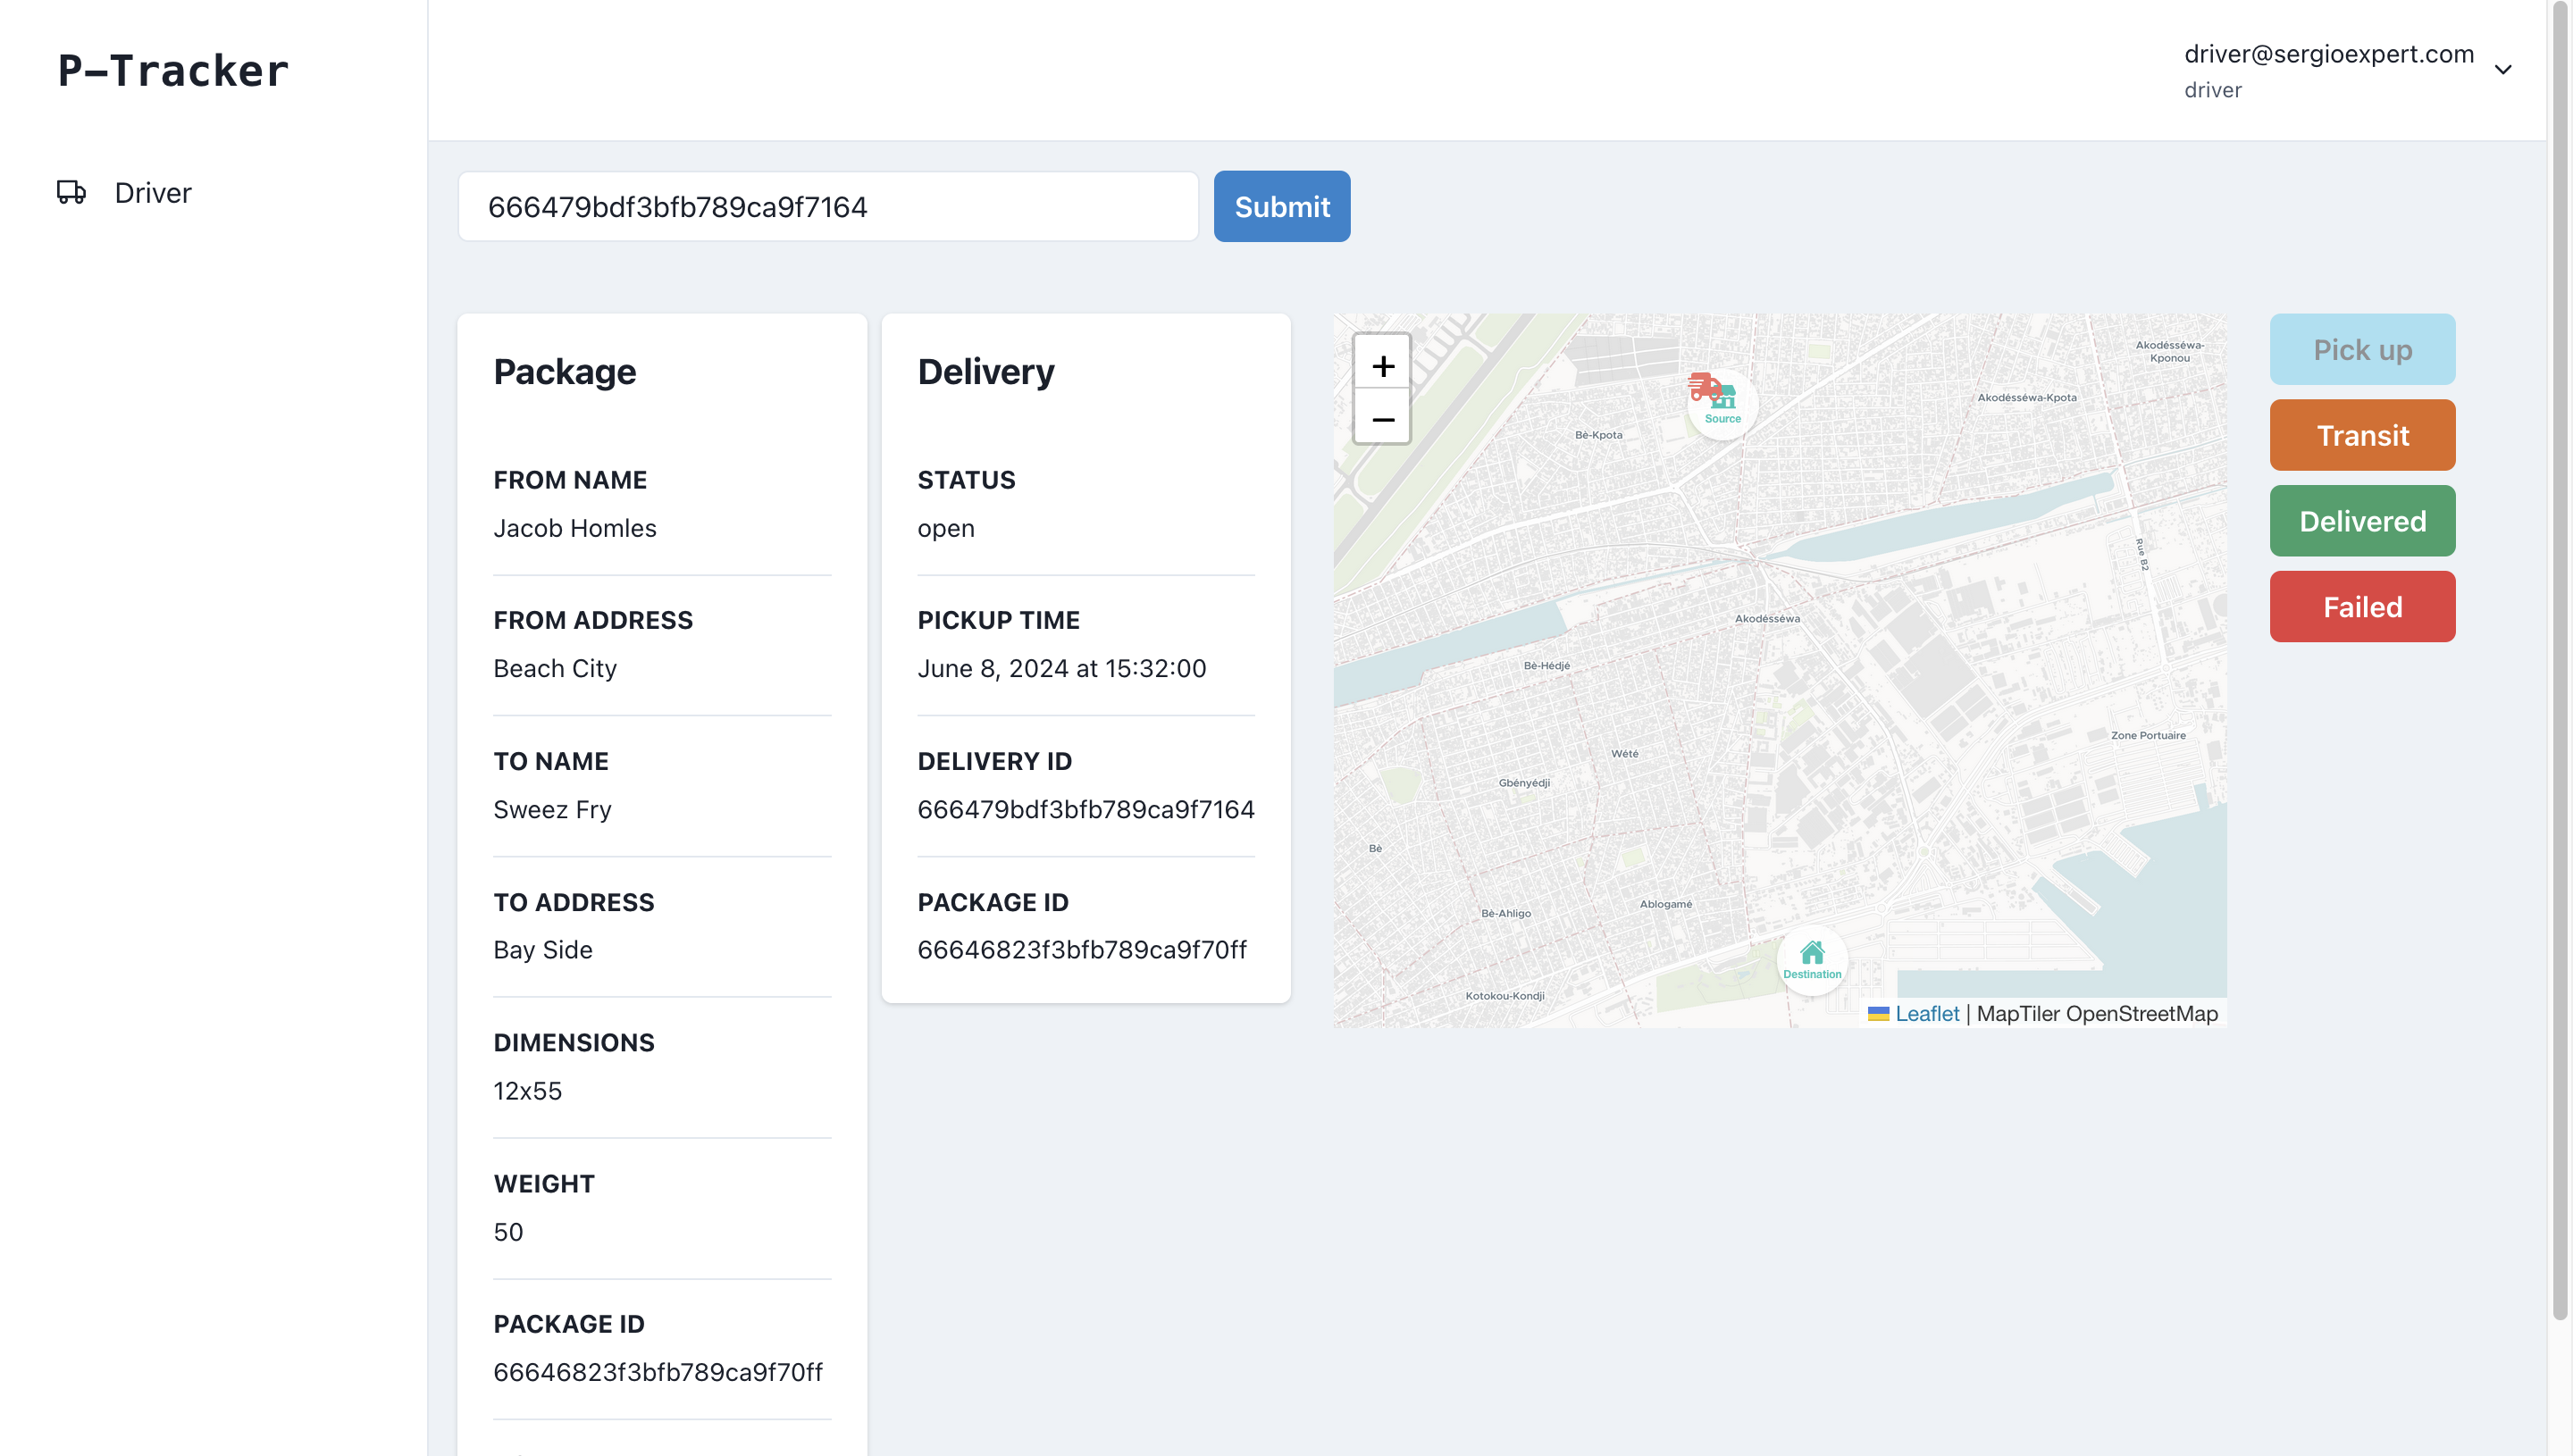 P-Tracker
driver@sergioexpert.com
driver
Driver
666479bdf3bfb789ca9f7164
Submit
Package
FROM NAME
Jacob Homles
FROM ADDRESS
Beach City
TO NAME
Sweez Fry
TO ADDRESS
Bay Side
DIMENSIONS
12x55
WEIGHT
50
PACKAGE ID
66646823f3bfb789ca9f70ff
Delivery
STATUS
open
PICKUP TIME
June 8, 2024 at 15:32:00
DELIVERY ID
666479bdf3bfb789ca9f7164
PACKAGE ID
66646823f3bfb789ca9f70ff
+
−
Akodésséwa-
Kponou
Akodésséwa-Kpota
Source
Bè-Kpota
Rue B2
Akodésséwa
Bè-Hédjé
Zone Portuaire
Wété
Gbényédji
Bè
Ablogamé
Bè-Ahligo
Destination
Kotokou-Kondji
Leaflet | MapTiler OpenStreetMap
Pick up
Transit
Delivered
Failed